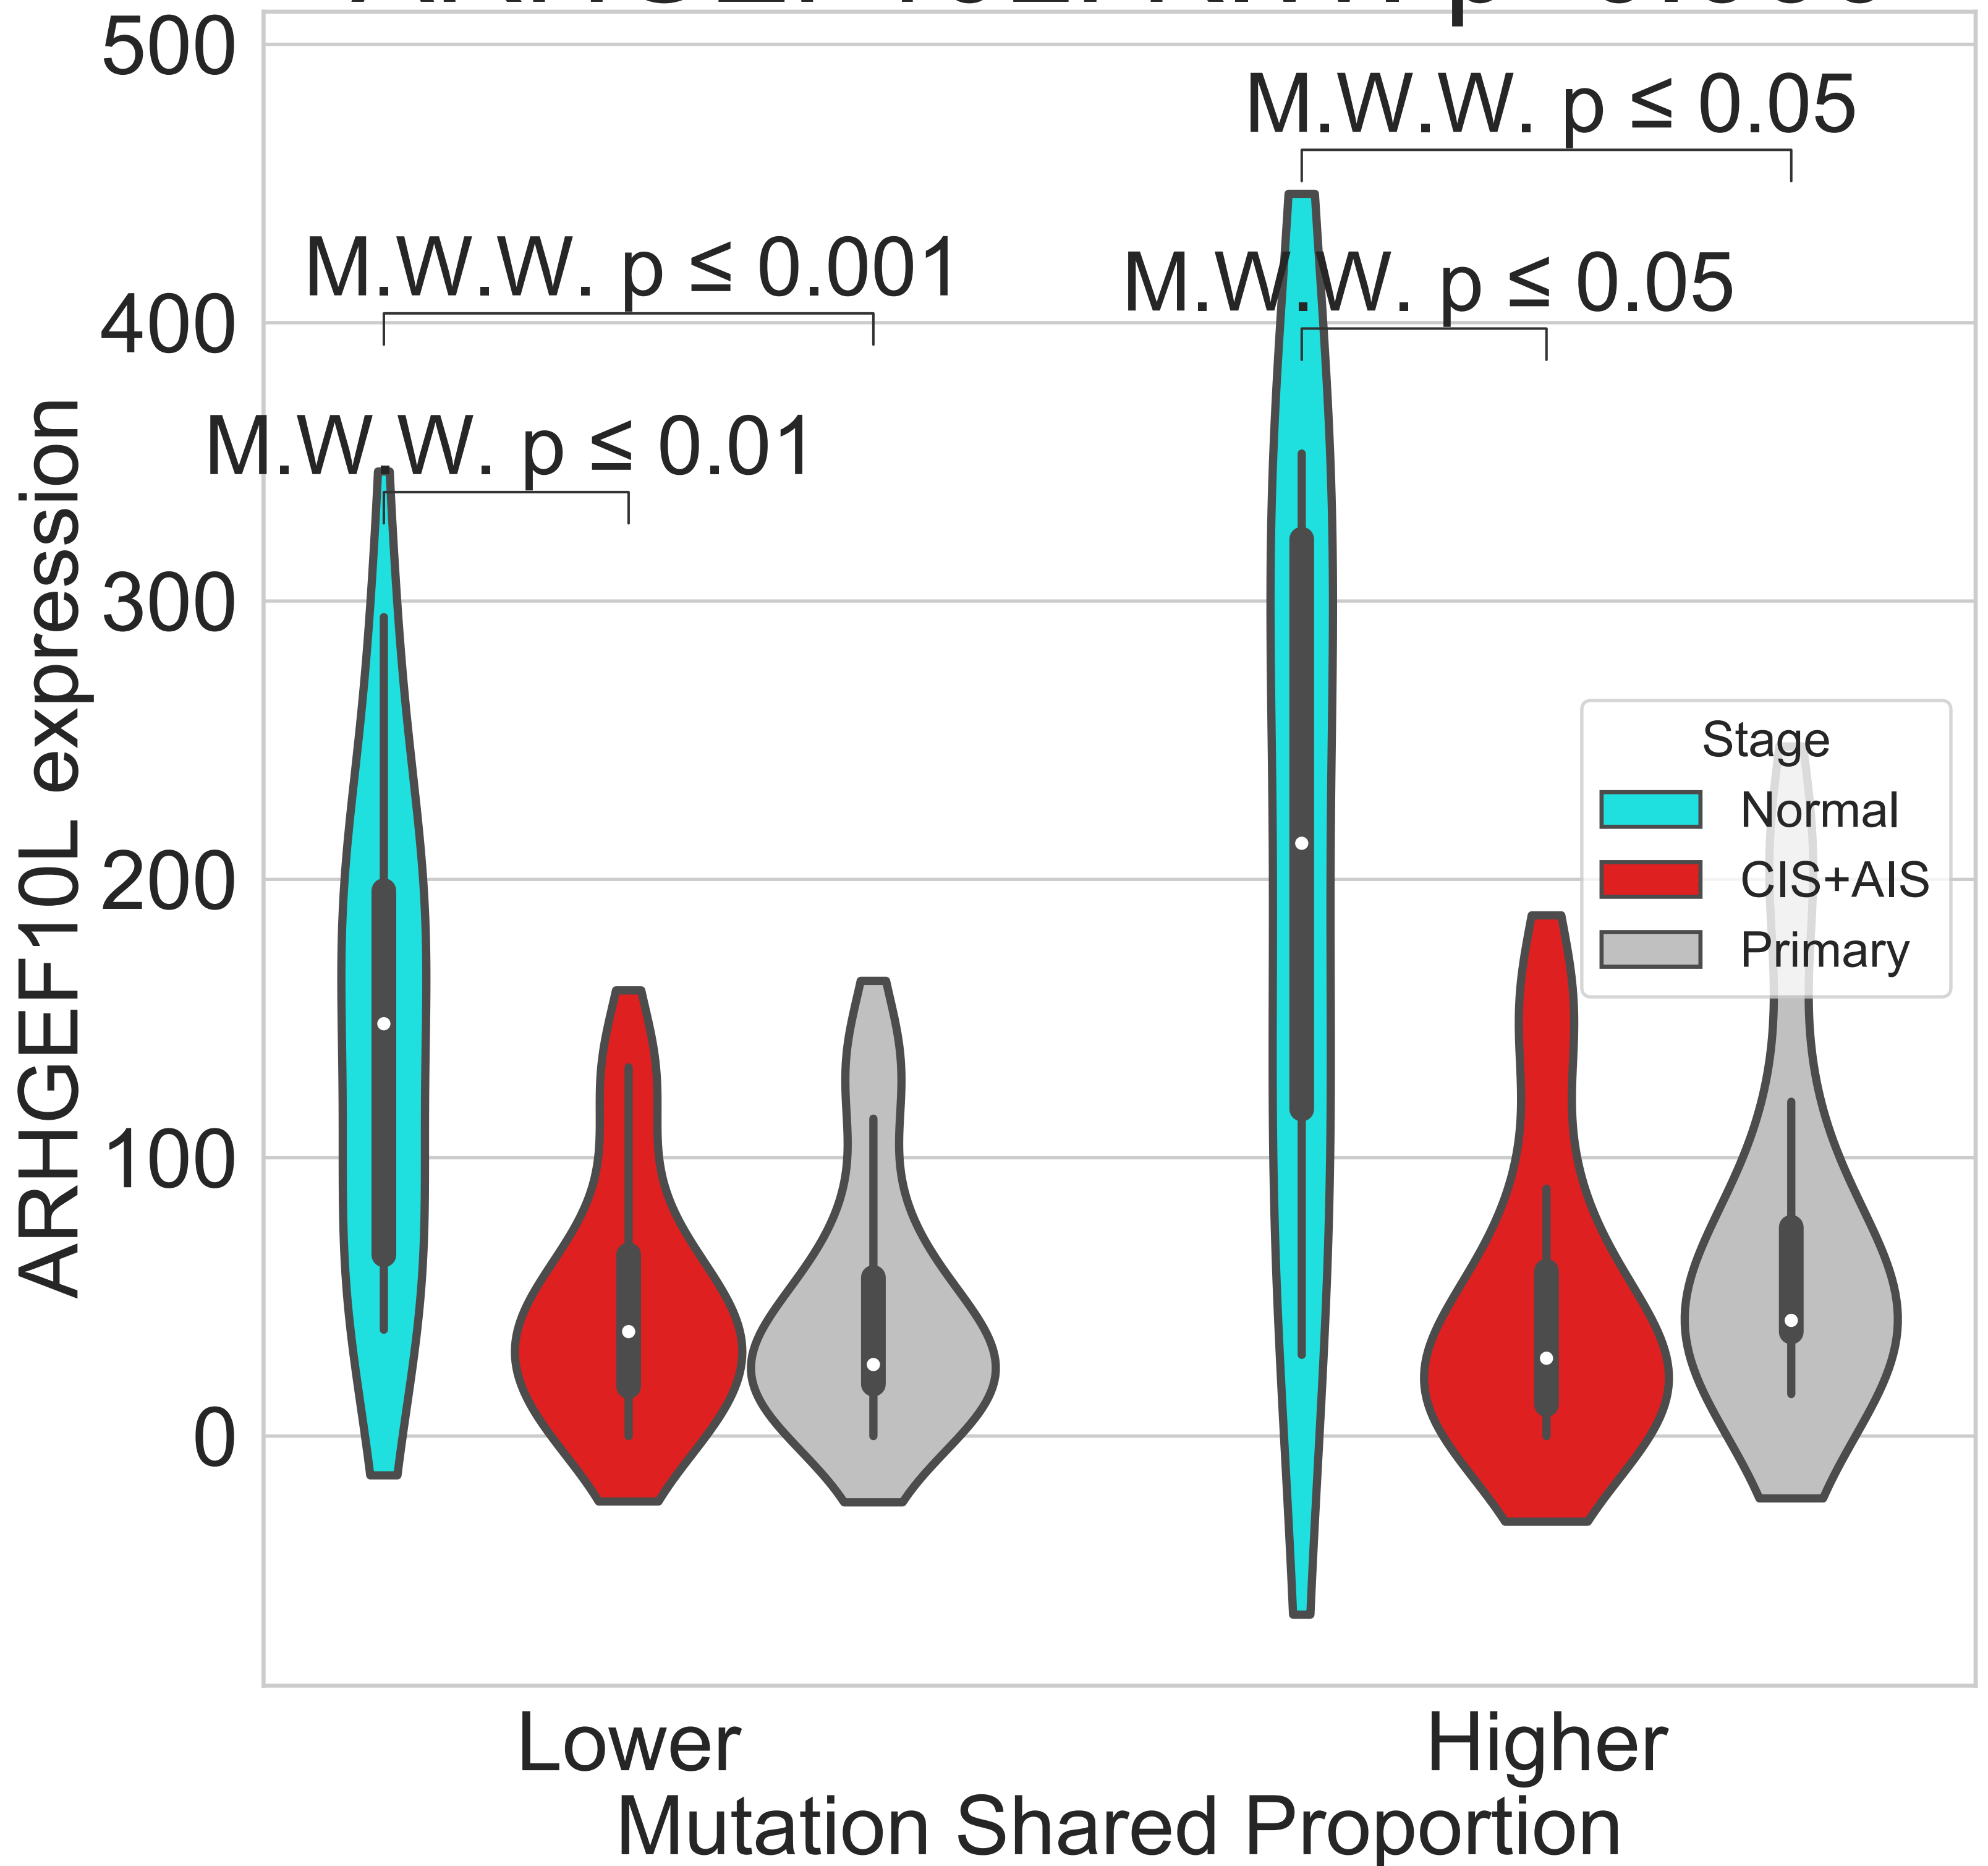 500
M.W.W. p ≤ 0.05
M.W.W. p ≤ 0.001
M.W.W. p ≤ 0.05
400
M.W.W. p ≤ 0.01
300
200
100
0
ARHGEF10L expression
Stage
Normal
CIS+AIS
Primary
Lower
Higher
Mutation Shared Proportion